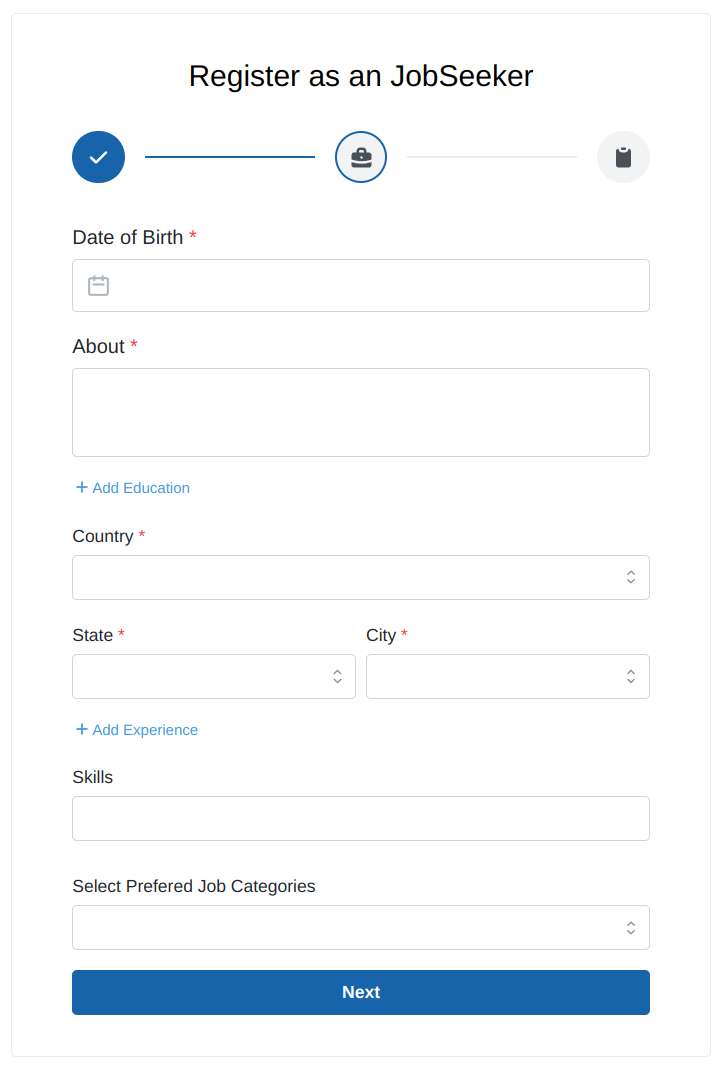 Register as an JobSeeker
Date of Birth *
About *
+ Add Education
Country *
State *
City *
+ Add Experience
Skills
Select Prefered Job Categories
Next